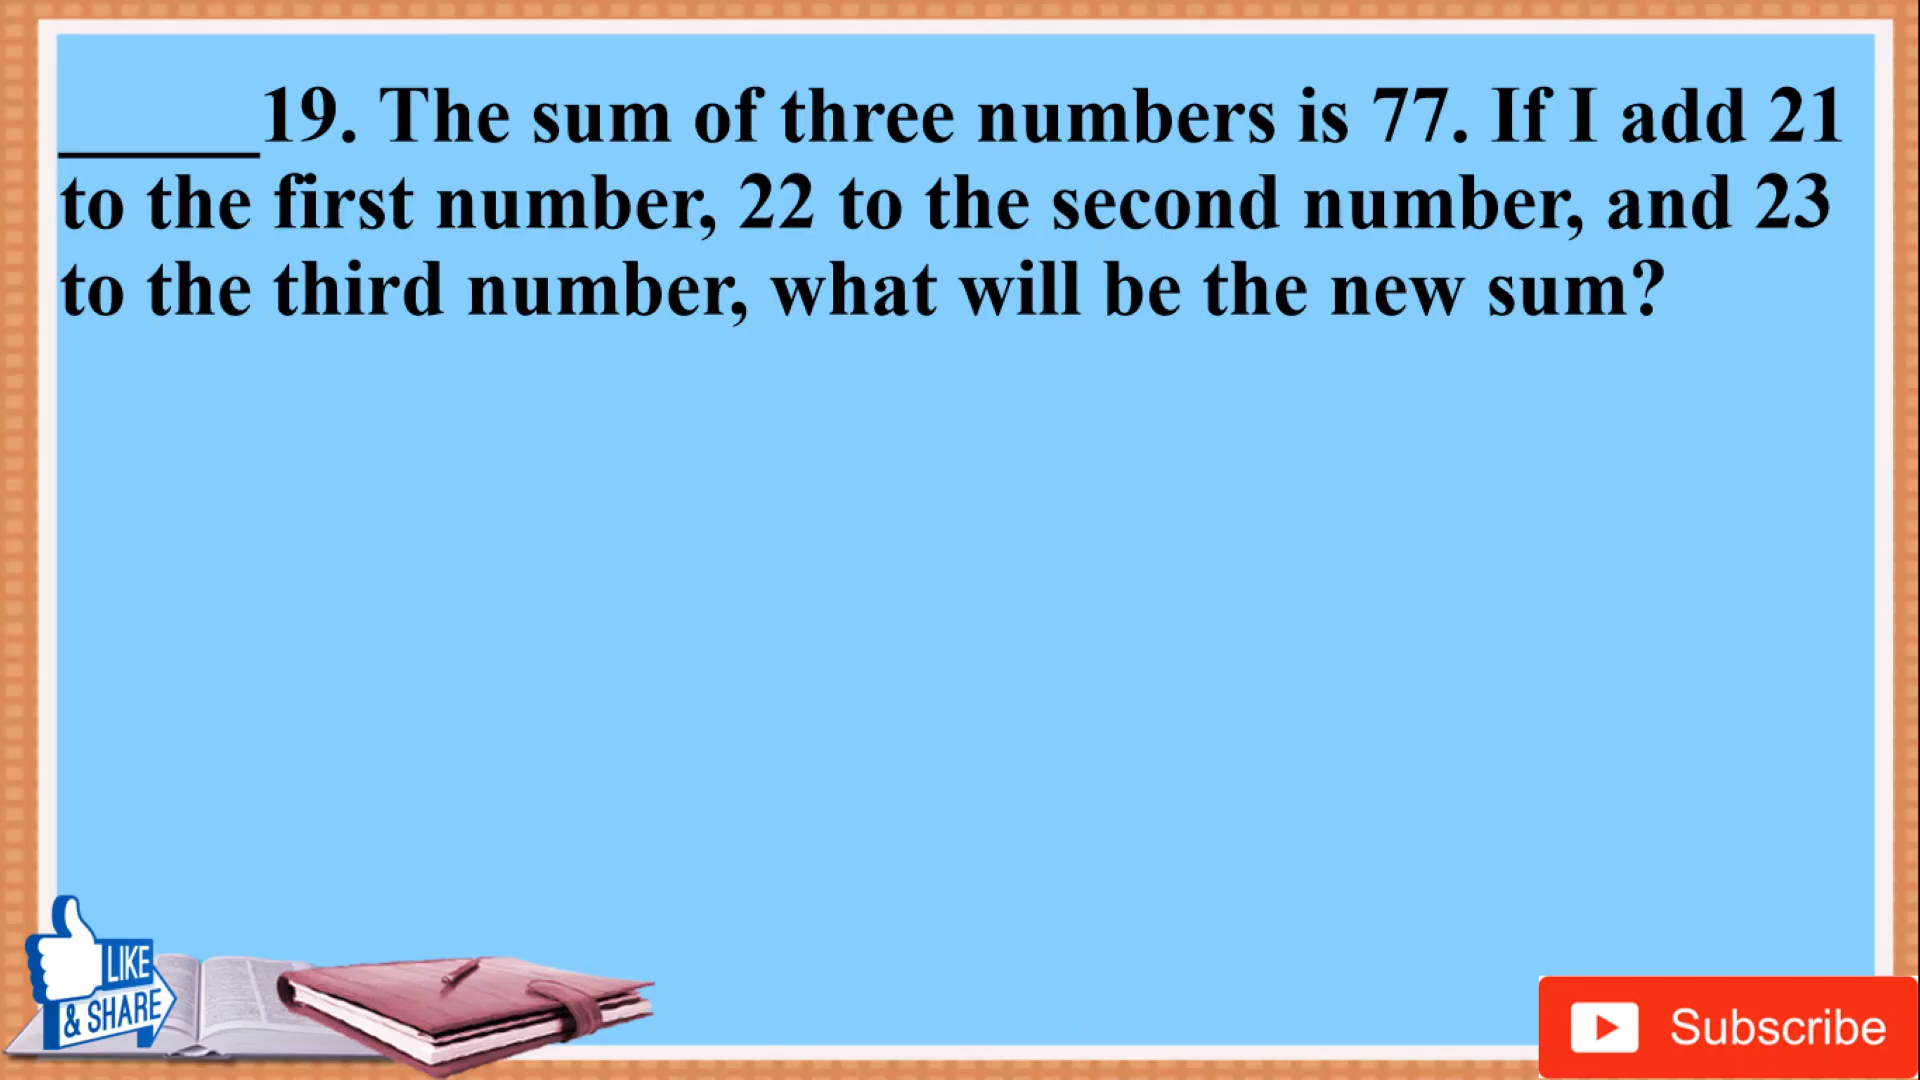 _____19. The sum of three numbers is 77. If I add 21
to the first number, 22 to the second number, and 23
to the third number, what will be the new sum?
LIKE
& SHARE
Subscribe